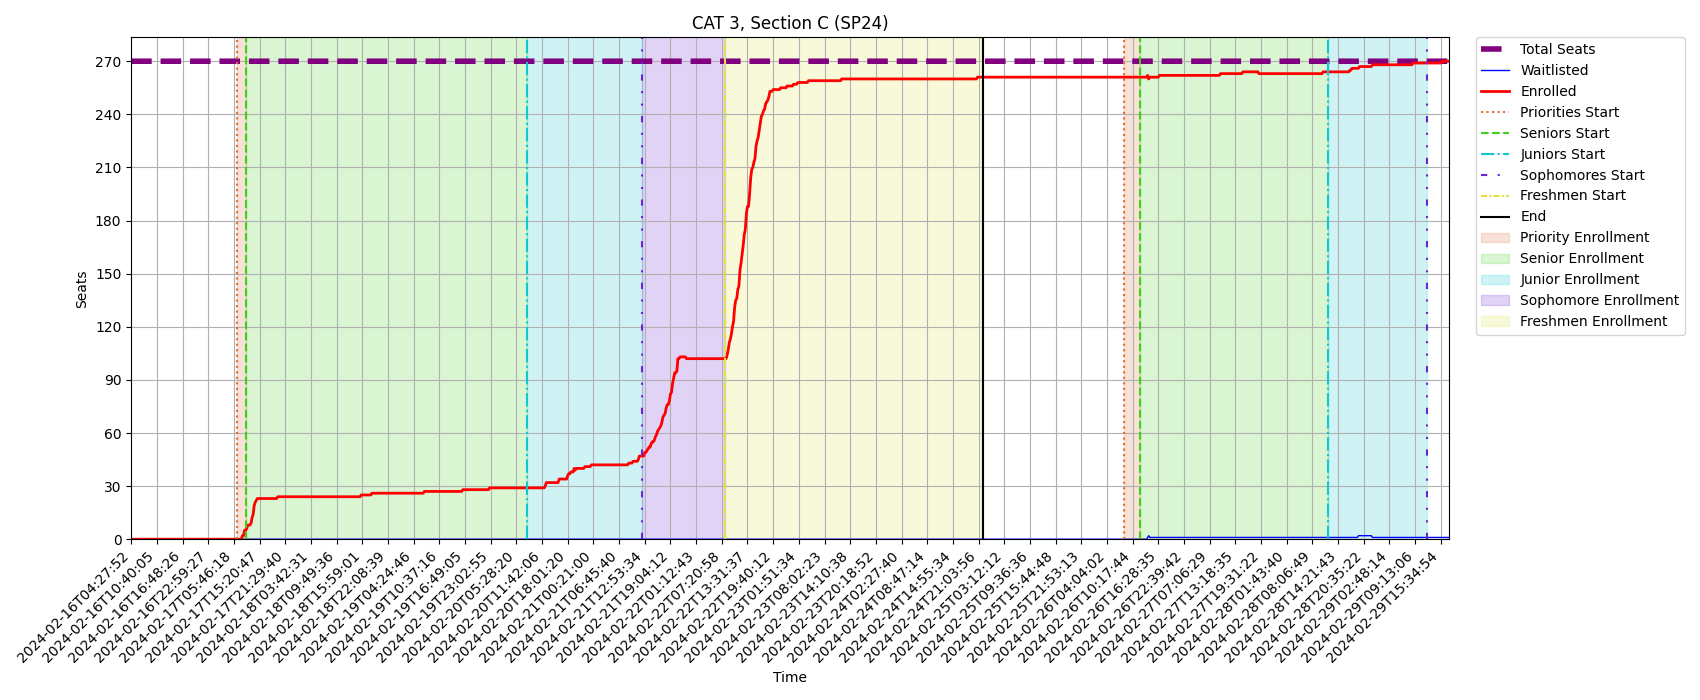 CAT 3, Section C (SP24)
Seats
270
240
210
180
150
120
90
60
30
0
2024-02-16T04:27:52
2024-02-16T10:40:05
2024-02-16T16:48:26
2024-02-16T22:59:27
2024-02-17T05:46:18
2024-02-17T15:20:47
2024-02-17T21:29:40
2024-02-18T03:42:31
2024-02-18T09:49:36
2024-02-18T15:59:01
2024-02-18T22:08:39
2024-02-19T04:24:46
2024-02-19T10:37:16
2024-02-19T16:49:05
2024-02-19T23:02:55
2024-02-20T05:28:20
2024-02-20T11:42:06
2024-02-20T18:01:20
2024-02-21T00:21:00
2024-02-21T06:45:40
2024-02-21T12:53:34
2024-02-21T19:04:12
2024-02-22T01:12:43
2024-02-22T07:20:58
2024-02-22T13:31:37
2024-02-22T19:40:12
2024-02-23T01:51:34
2024-02-23T08:02:23
2024-02-23T14:10:38
2024-02-23T20:18:52
2024-02-24T02:27:40
2024-02-24T08:47:14
2024-02-24T14:55:34
2024-02-24T21:03:56
2024-02-25T03:12:12
2024-02-25T09:36:36
2024-02-25T15:44:48
2024-02-25T21:53:13
2024-02-26T04:04:02
2024-02-26T10:17:44
2024-02-26T16:28:35
2024-02-26T22:39:42
2024-02-27T07:06:29
2024-02-27T13:18:35
2024-02-27T19:31:22
2024-02-28T01:43:40
2024-02-28T08:06:49
2024-02-28T14:21:43
2024-02-28T20:35:22
2024-02-29T02:48:14
2024-02-29T09:13:06
2024-02-29T15:34:54
Time
Total Seats
Waitlisted
Enrolled
Priorities Start
Seniors Start
Juniors Start
Sophomores Start
Freshmen Start
End
Priority Enrollment
Senior Enrollment
Junior Enrollment
Sophomore Enrollment
Freshmen Enrollment